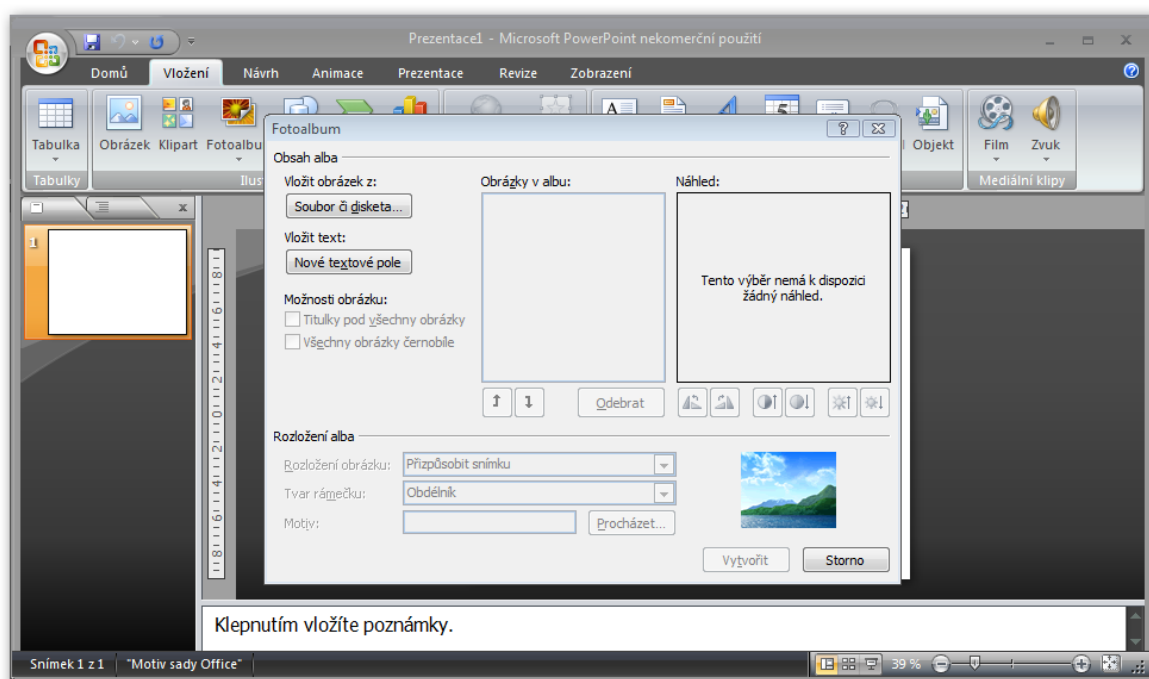 Prezentace1 - Microsoft PowerPoint nekomerční použití
Domů Vložení Návrh Animace Prezentace Revize Zobrazení
Tabulka Obrázek Klipart Fotoalbu Objekt Film Zvuk
Tabulky Ilus Mediální klipy
Fotoalbum
Obsah alba
Vložit obrázek z: Obrázky v albu: Náhled:
Soubor či disketa...
Vložit text:
Nové textové pole
Tento výběr nemá k dispozici
žádný náhled.
Možnosti obrázku:
Titulky pod všechny obrázky
Všechny obrázky černobíle
Odebrat
Rozložení alba
Rozložení obrázku: Přizpůsobit snímku
Tvar rámečku: Obdélník
Motiv: Procházet...
Vytvořit Storno
1
Klepnutím vložíte poznámky.
Snímek 1 z 1 "Motiv sady Office" 39 %